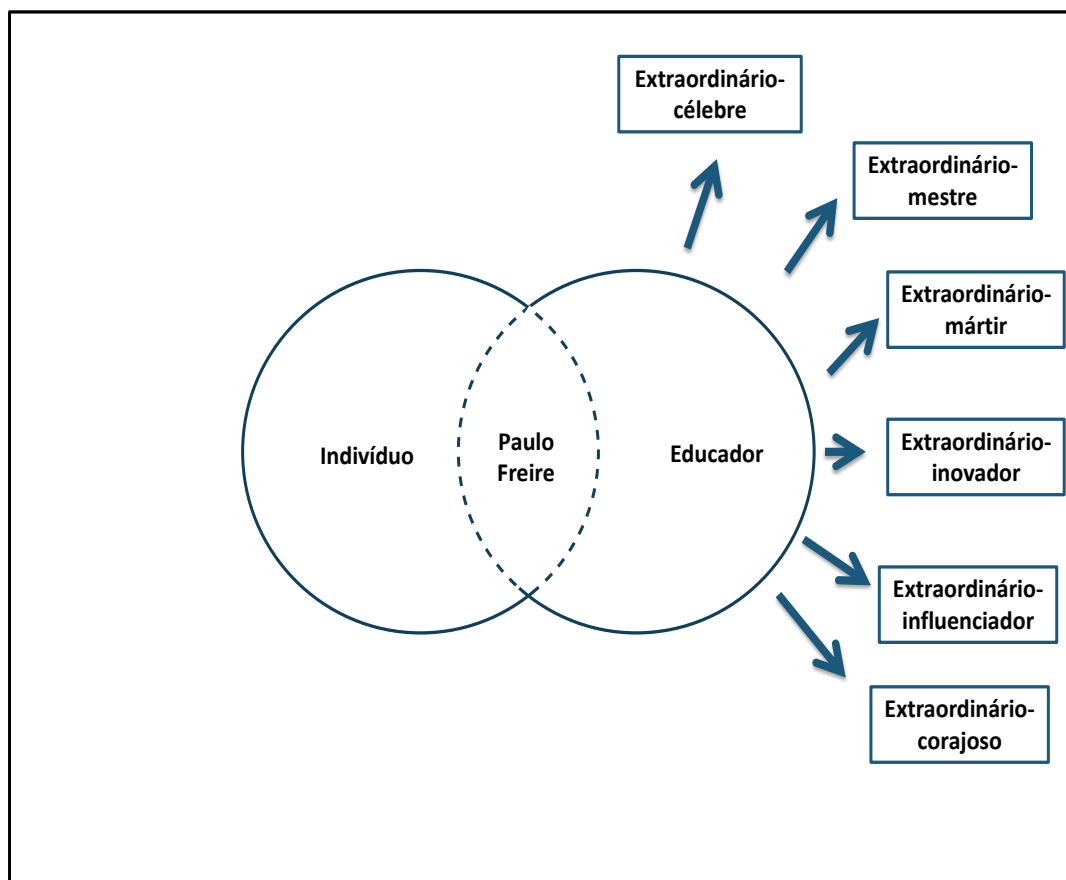 Extraordinário-
célebre
Extraordinário-
mestre
Extraordinário-
mártir
Indivíduo
Paulo
Freire
Educador
Extraordinário-
inovador
Extraordinário-
influenciador
Extraordinário-
corajoso